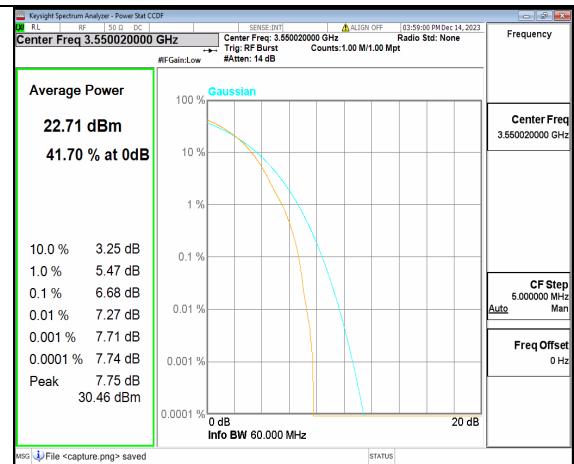 Keysight Spectrum Analyzer - Power Stat CCDF
RL RF 50 Ω DC SENSE:INT ALIGN OFF 03:59:00 PM Dec 14, 2023
Center Freq 3.550020000 GHz
Center Freq: 3.550020000 GHz Radio Std: None
Trig: RF Burst Counts:1.00 M/1.00 Mpt
#IFGain:Low #Atten: 14 dB
Frequency
Average Power
22.71 dBm
41.70 % at 0dB
10.0 % 3.25 dB
1.0 % 5.47 dB
0.1 % 6.68 dB
0.01 % 7.27 dB
0.001 % 7.71 dB
0.0001 % 7.74 dB
Peak 7.75 dB
30.46 dBm
Gaussian
100 %
10 %
1 %
0.1 %
0.01 %
0.001 %
0.0001 %
0 dB 20 dB
Info BW 60.000 MHz
Center Freq
3.550020000 GHz
CF Step
5.000000 MHz
Auto Man
Freq Offset
0 Hz
MSG File <capture.png> saved STATUS